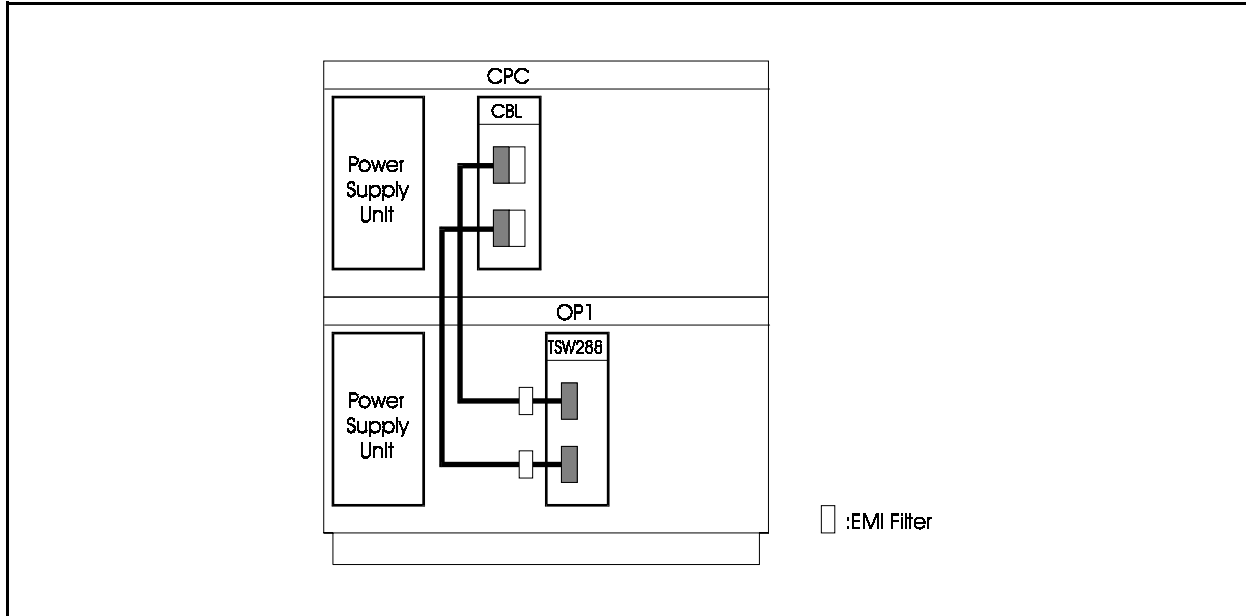 CPC
CBL
Power
Supply
Unit
OP1
TSW288
Power
Supply
Unit
:EMI Filter